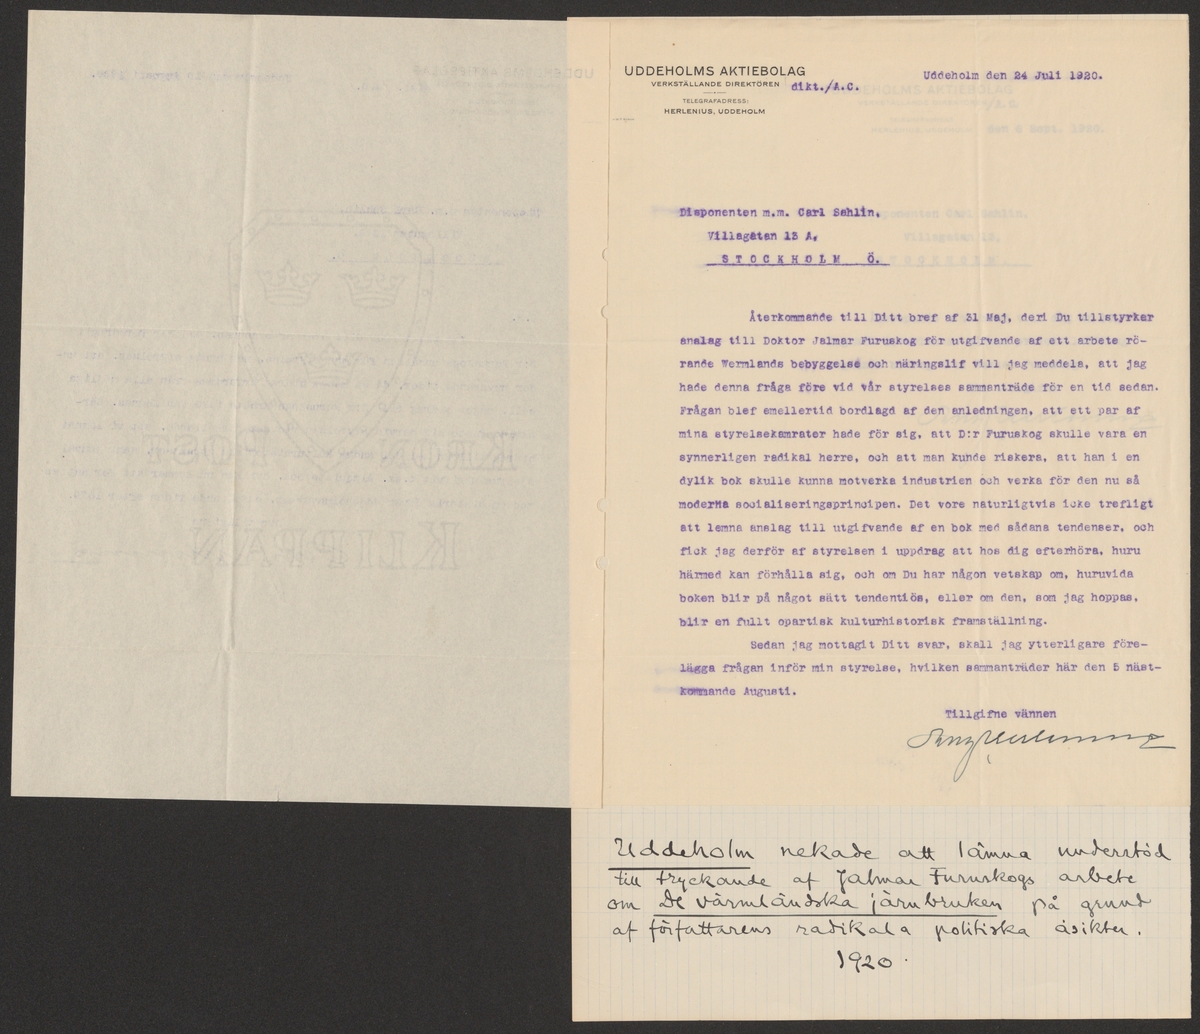 UDDEHOLMS AKTIEBOLAG
VERKSTÄLLANDE DIREKTÖREN
dikt./A.C.
TELEGRAFADRESS:
HERLENIUS, UDDEHOLM
Uddeholm den 24 Juli 1920.
Disponenten m.m. Carl Sahlin,
Villagatan 13 A,
STOCKHOLM Ö.
Återkommande till Ditt bref af 31 Maj, deri Du tillstyrker
anslag till Doktor Jalmar Furuskog för utgifvande af ett arbete rö-
rande Wermlands bebyggelse och näringslif vill jag meddela, att jag
hade denna fråga före vid vår styrelses sammanträde för en tid sedan.
Frågan blef emellertid bordlagd af den anledningen, att ett par af
mina styrelsekamrater hade för sig, att D:r Furuskog skulle vara en
synnerligen radikal herre, och att man kunde riskera, att han i en
dylik bok skulle kunna motverka industrien och verka för den nu så
moderna socialiseringsprincipen. Det vore naturligtvis icke trefligt
att lemna anslag till utgifvande af en bok med sådana tendenser, och
fick jag derför af styrelsen i uppdrag att hos dig efterhöra, huru
härmed kan förhålla sig, och om Du har någon vetskap om, huruvida
boken blir på något sätt tendentiös, eller om den, som jag hoppas,
blir en fullt opartisk kulturhistorisk framställning.
Sedan jag mottagit Ditt svar, skall jag ytterligare före-
lägga frågan inför min styrelse, hvilken sammanträder här den 5 näst-
kommande Augusti.
Tillgifne vännen
Uddeholm nekade att lämna understöd
till tryckande af Jalmar Furuskogs arbete
om De värmländska järnbruken på grund
af författarens radikala politiska åsikter.
1920.
KRON POST
KLIPPAN